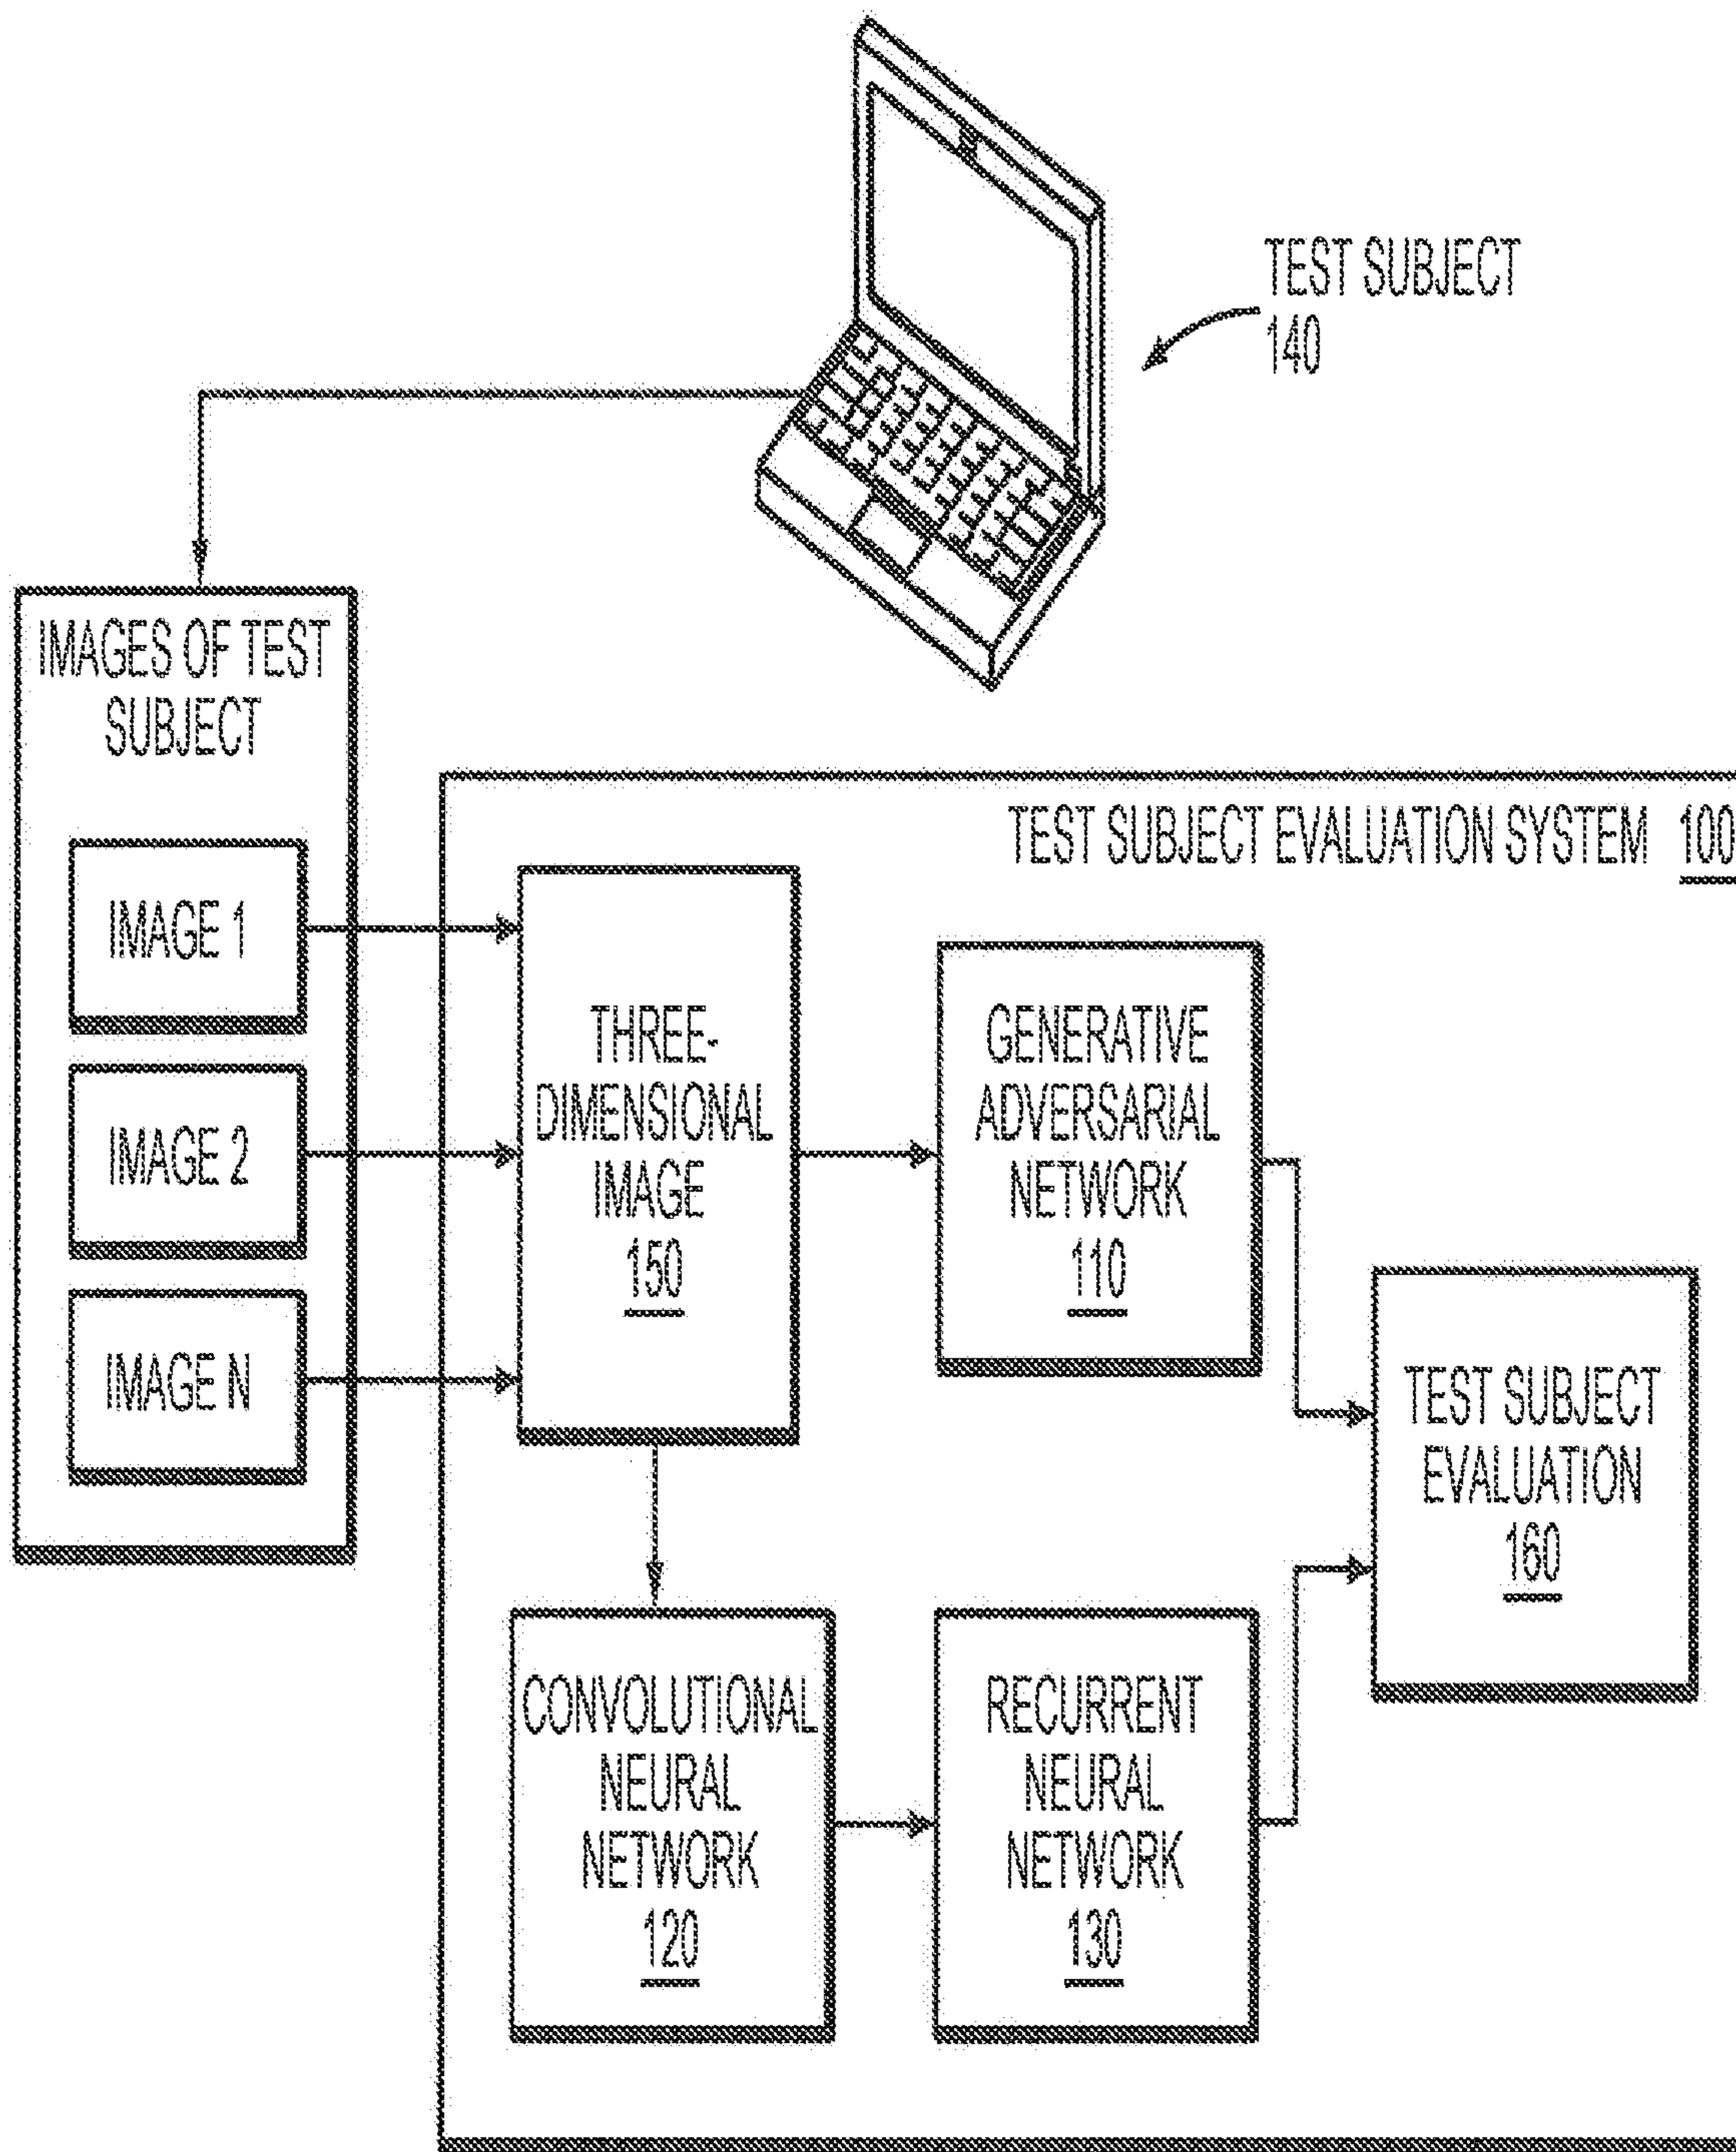 TEST SUBJECT
140
IMAGES OF TEST
SUBJECT
IMAGE 1
IMAGE 2
IMAGE N
TEST SUBJECT EVALUATION SYSTEM 100
THREE-
DIMENSIONAL
IMAGE
150
GENERATIVE
ADVERSARIAL
NETWORK
110
TEST SUBJECT
EVALUATION
160
CONVOLUTIONAL
NEURAL
NETWORK
120
RECURRENT
NEURAL
NETWORK
130